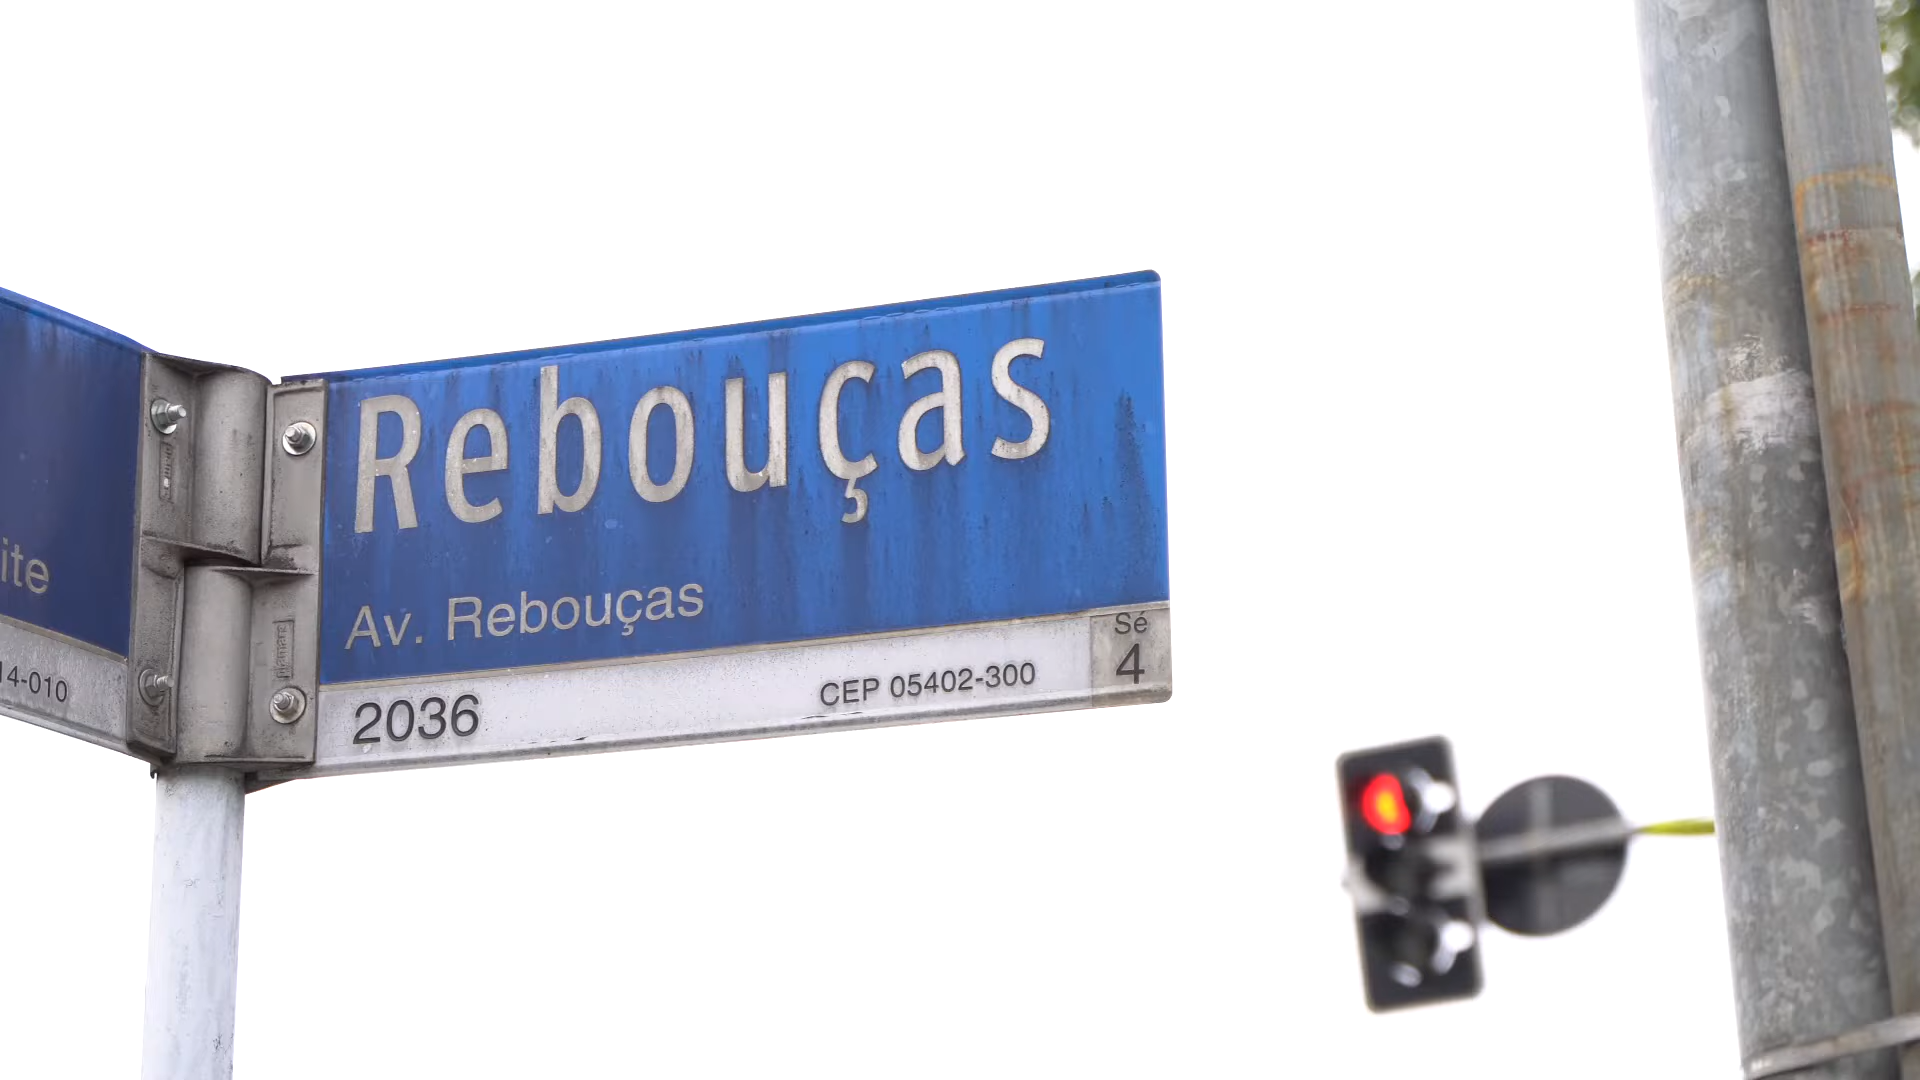 ite
14-010
Rebouças
Av. Rebouças
2036
CEP 05402-300
Sé
4